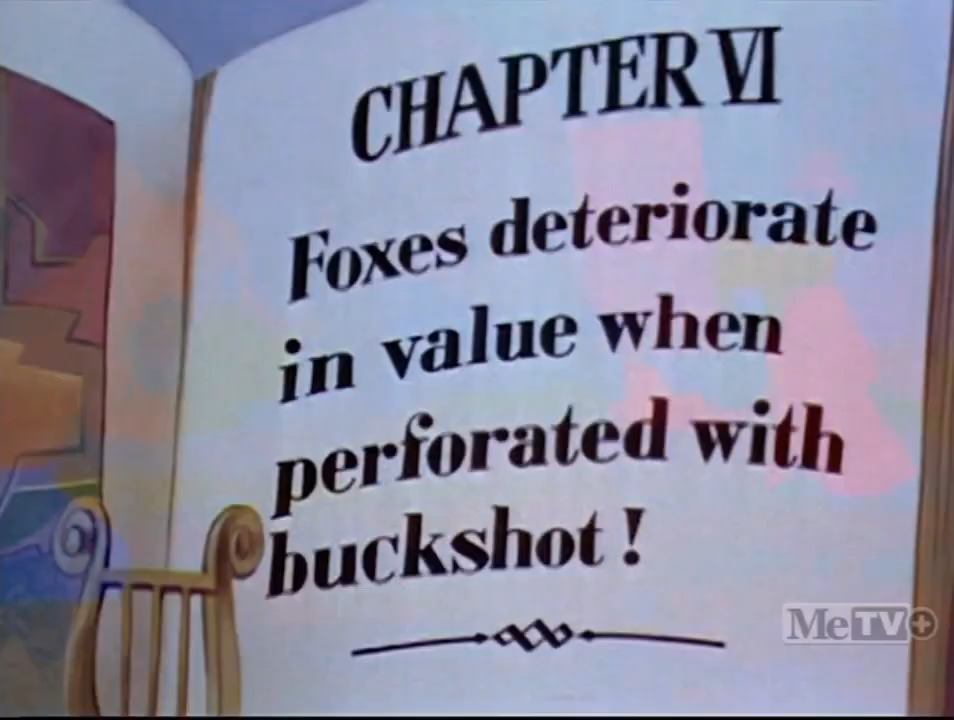 CHAPTER VI
Foxes deteriorate
in value when
perforated with
buckshot!
MeTV+